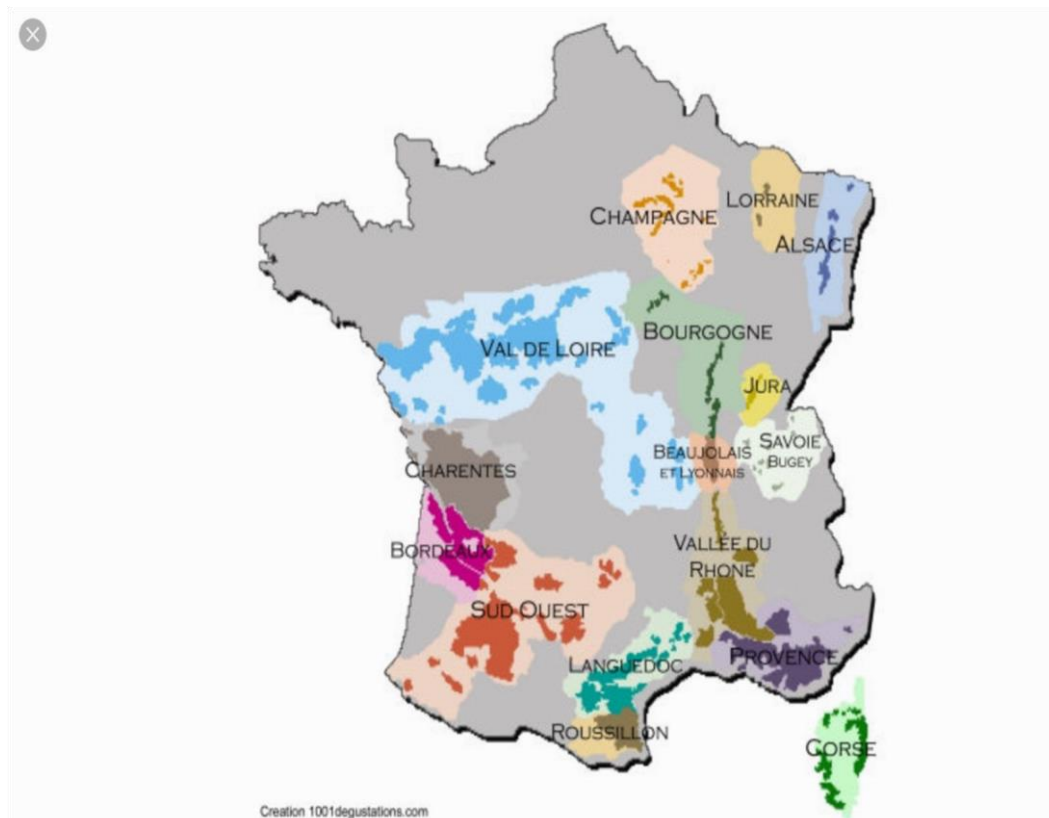 CHAMPAGNE
LORRAINE
ALSACE
BOURGOGNE
VAL DE LOIRE
JURA
SAVOIE
BUGEY
BEAUJOLAIS
ET LYONNAIS
CHARENTES
BORDEAUX
VALLÉE DU
RHONE
SUD OUEST
LANGUEDOC
PROVENCE
ROUSSILLON
CORSE
Creation 1001degustations.com